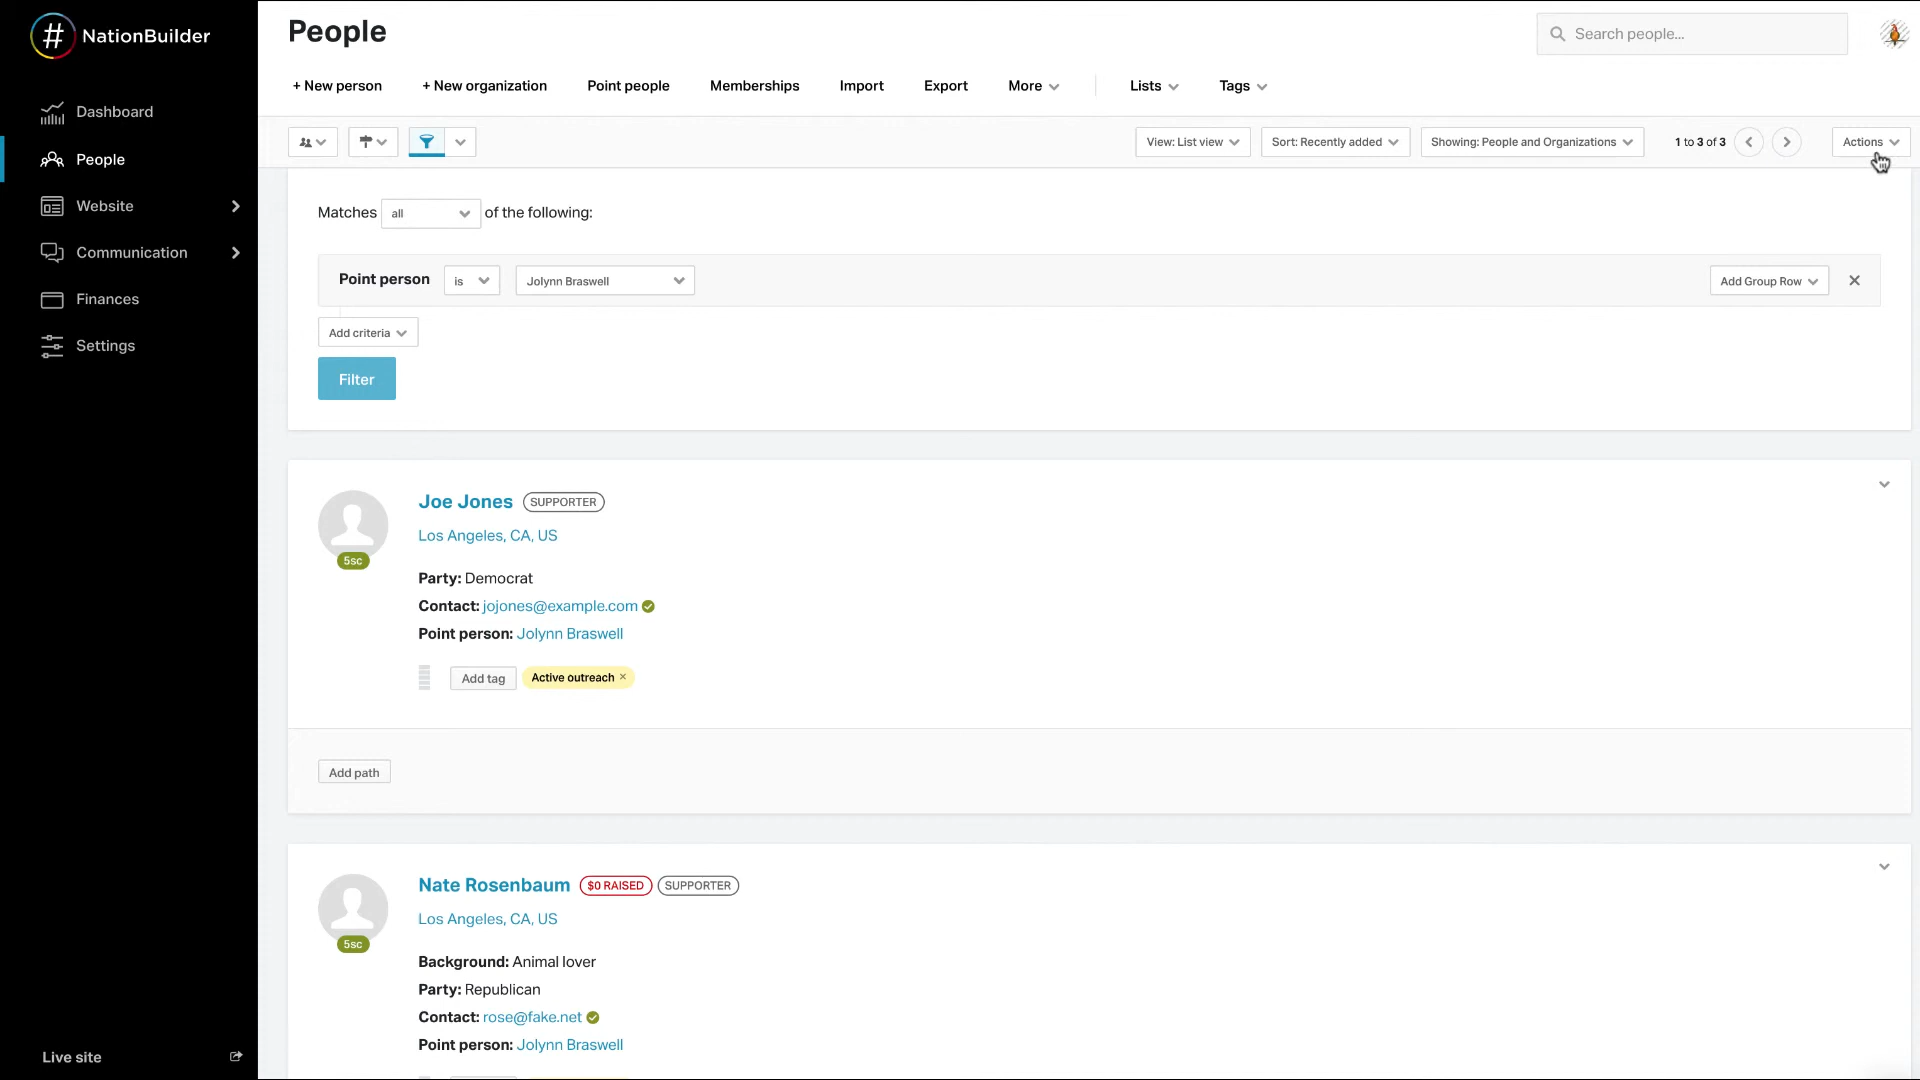 # NationBuilder
Dashboard
People
Website
Communication
Finances
Settings
Live site
People
Search people...
+ New person
+ New organization
Point people
Memberships
Import
Export
More
Lists
Tags
View: List view
Sort: Recently added
Showing: People and Organizations
1 to 3 of 3
Actions
Matches all of the following:
Point person is Jolynn Braswell
Add Group Row
Add criteria
Filter
Joe Jones SUPPORTER
Los Angeles, CA, US
5sc
Party: Democrat
Contact: jojones@example.com
Point person: Jolynn Braswell
Add tag Active outreach ×
Add path
Nate Rosenbaum $0 RAISED SUPPORTER
Los Angeles, CA, US
5sc
Background: Animal lover
Party: Republican
Contact: rose@fake.net
Point person: Jolynn Braswell